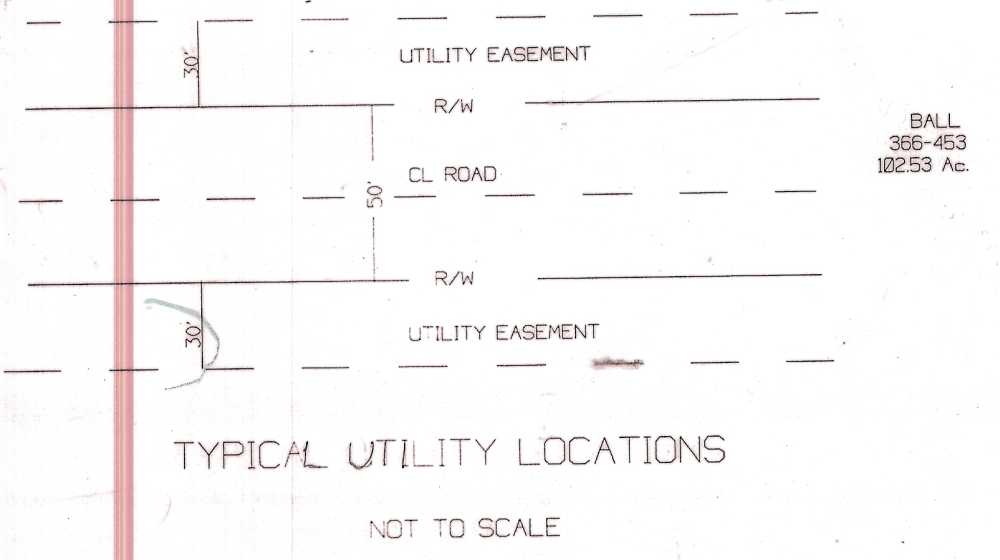 30'
UTILITY EASEMENT
R/W
BALL
366-453
102.53 Ac.
CL ROAD
50'
R/W
30'
UTILITY EASEMENT
TYPICAL UTILITY LOCATIONS
NOT TO SCALE